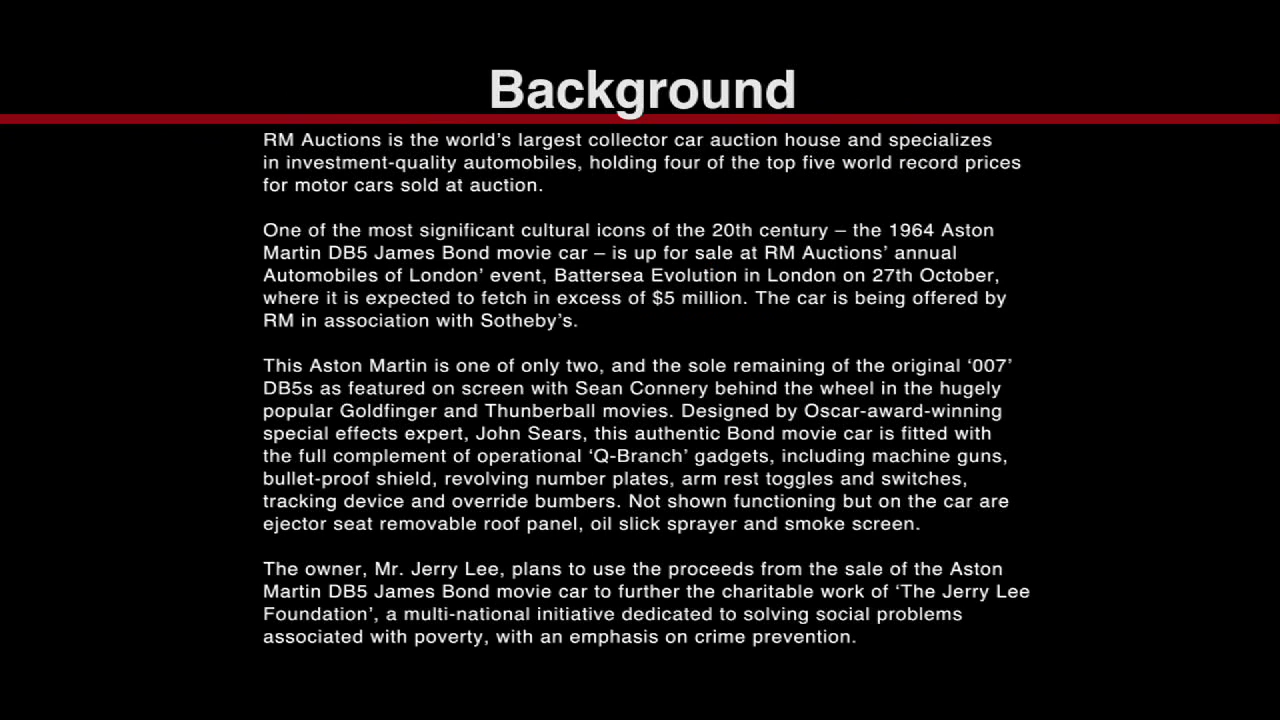 Background
RM Auctions is the world’s largest collector car auction house and specializes
in investment-quality automobiles, holding four of the top five world record prices
for motor cars sold at auction.
One of the most significant cultural icons of the 20th century – the 1964 Aston
Martin DB5 James Bond movie car – is up for sale at RM Auctions’ annual
Automobiles of London’ event, Battersea Evolution in London on 27th October,
where it is expected to fetch in excess of $5 million. The car is being offered by
RM in association with Sotheby’s.
This Aston Martin is one of only two, and the sole remaining of the original ‘007’
DB5s as featured on screen with Sean Connery behind the wheel in the hugely
popular Goldfinger and Thunberball movies. Designed by Oscar-award-winning
special effects expert, John Sears, this authentic Bond movie car is fitted with
the full complement of operational ‘Q-Branch’ gadgets, including machine guns,
bullet-proof shield, revolving number plates, arm rest toggles and switches,
tracking device and override bumbers. Not shown functioning but on the car are
ejector seat removable roof panel, oil slick sprayer and smoke screen.
The owner, Mr. Jerry Lee, plans to use the proceeds from the sale of the Aston
Martin DB5 James Bond movie car to further the charitable work of ‘The Jerry Lee
Foundation’, a multi-national initiative dedicated to solving social problems
associated with poverty, with an emphasis on crime prevention.